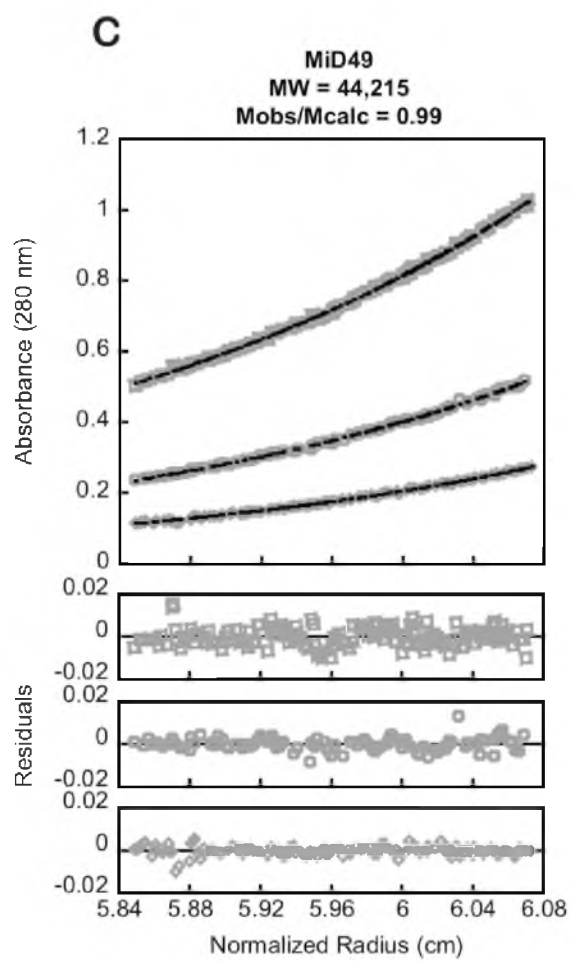 C
MiD49
MW = 44,215
Mobs/Mcalc = 0.99
1.2
1
0.8
0.6
0.4
0.2
0
Absorbance (280 nm)
0.02
0
-0.02
0.02
0
-0.02
0.02
0
-0.02
Residuals
5.84 5.88 5.92 5.96 6 6.04 6.08
Normalized Radius (cm)